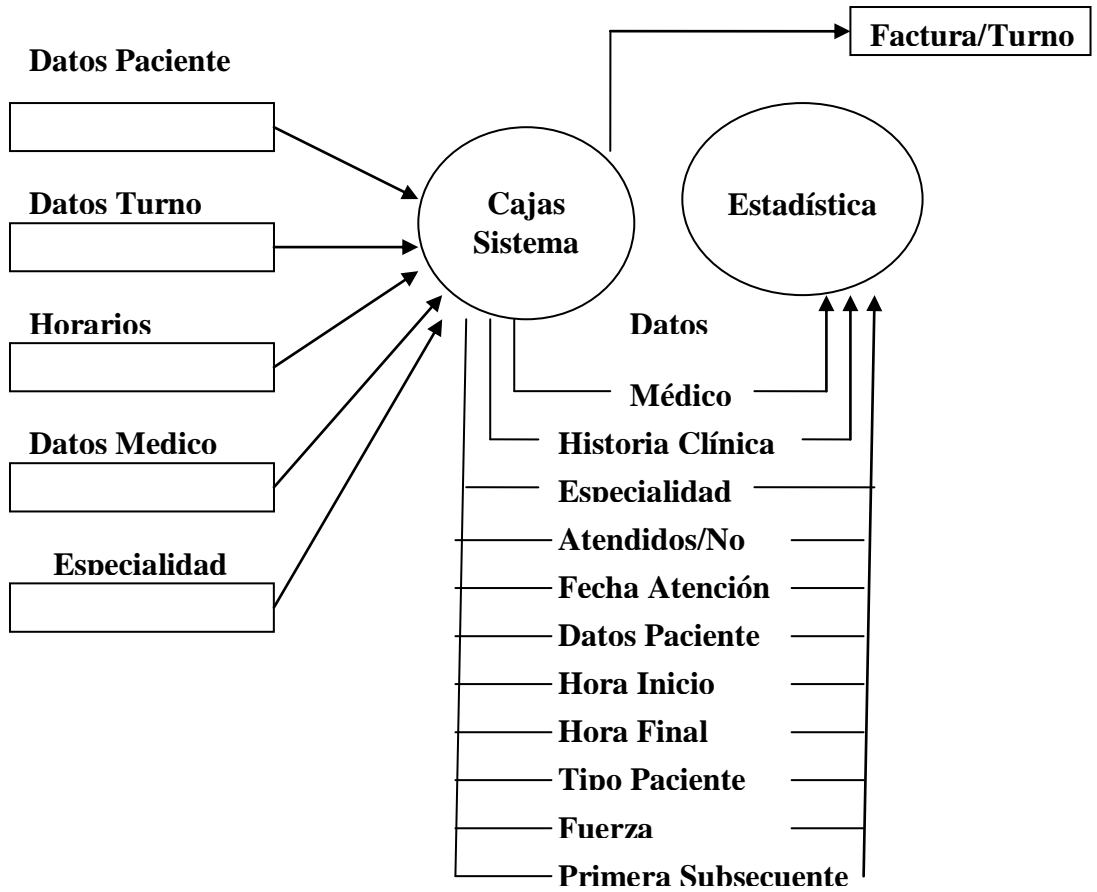 Factura/Turno
Datos Paciente
Datos Turno
Horarios
Datos Medico
Especialidad
Cajas
Sistema
Estadística
Datos
Médico
Historia Clínica
Especialidad
Atendidos/No
Fecha Atención
Datos Paciente
Hora Inicio
Hora Final
Tipo Paciente
Fuerza
Primera Subsecuente